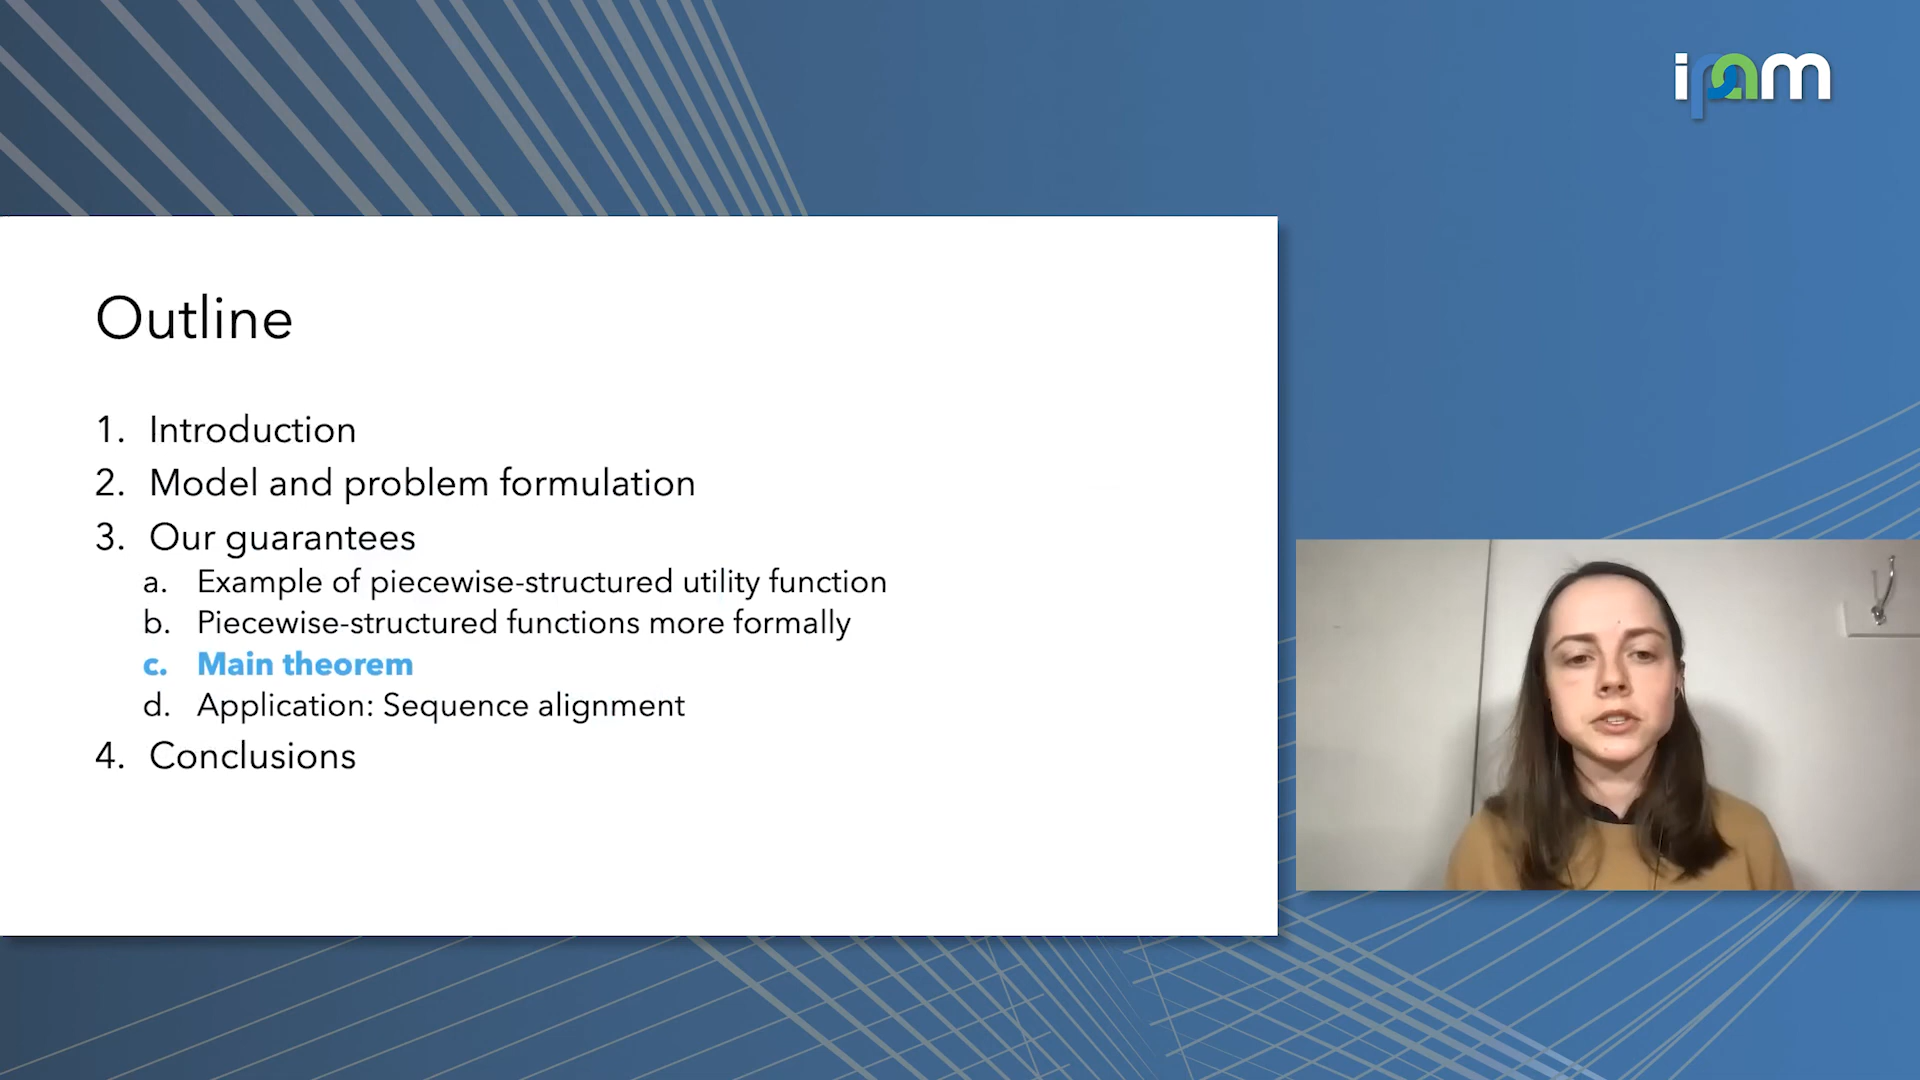 ipam
Outline
1. Introduction
2. Model and problem formulation
3. Our guarantees
a. Example of piecewise-structured utility function
b. Piecewise-structured functions more formally
c. Main theorem
d. Application: Sequence alignment
4. Conclusions